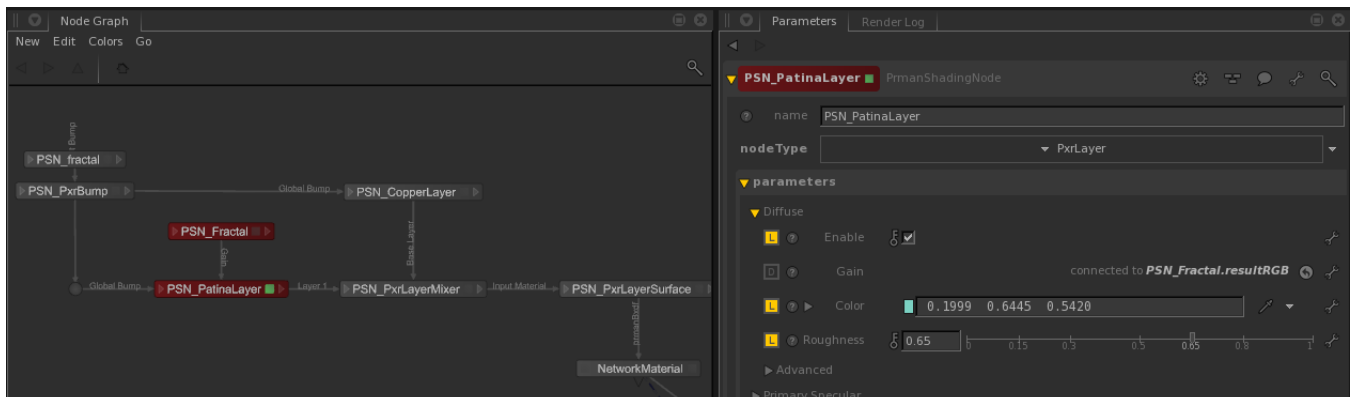 Node Graph
New Edit Colors Go
t Bump
PSN_fractal
PSN_PxrBump
Global Bump
PSN_CopperLayer
PSN_Fractal
Gain
Base Layer
Global Bump
PSN_PatinaLayer
Layer 1
PSN_PxrLayerMixer
Input Material
PSN_PxrLayerSurface
prmanBxdf
NetworkMaterial
Parameters Render Log
PSN_PatinaLayer PrmanShadingNode
name PSN_PatinaLayer
nodeType PxrLayer
parameters
Diffuse
L Enable
D Gain connected to PSN_Fractal.resultRGB
L Color 0.1999 0.6445 0.5420
L Roughness 0.65 0 0.15 0.3 0.5 0.65 0.8 1
Advanced
Primary Specular